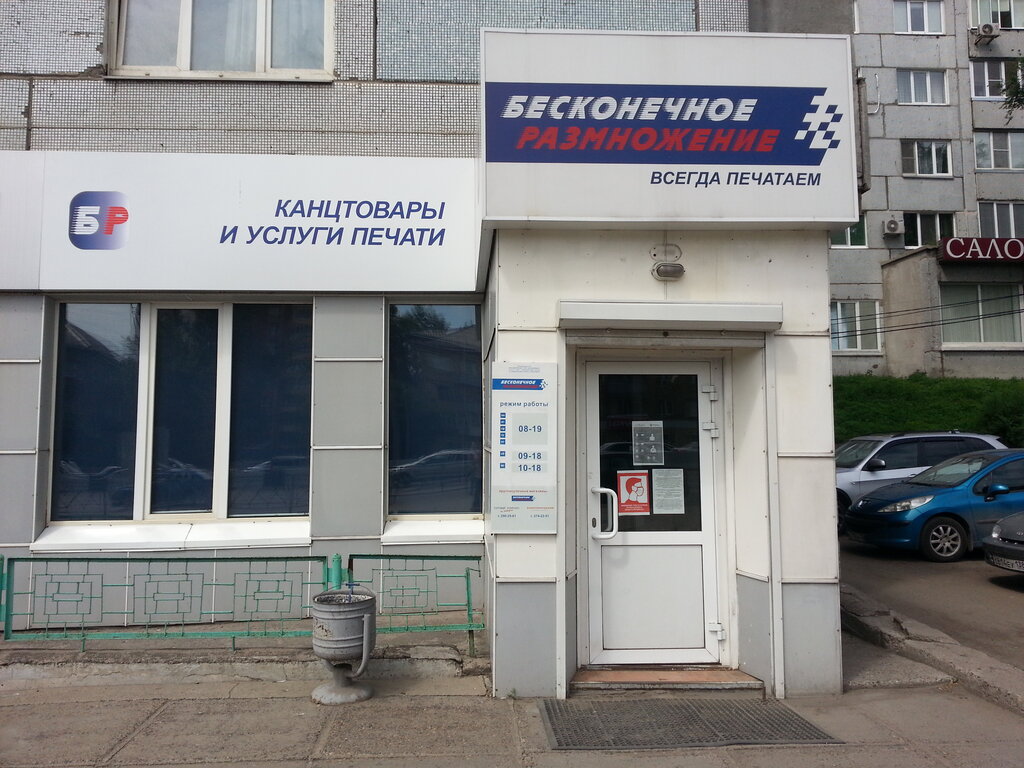 БЕСКОНЕЧНОЕ
РАЗМНОЖЕНИЕ
ВСЕГДА ПЕЧАТАЕМ
БР
КАНЦТОВАРЫ
И УСЛУГИ ПЕЧАТИ
САЛО
БЕСКОНЕЧНОЕ
режим работы
08-19
09-18
10-18